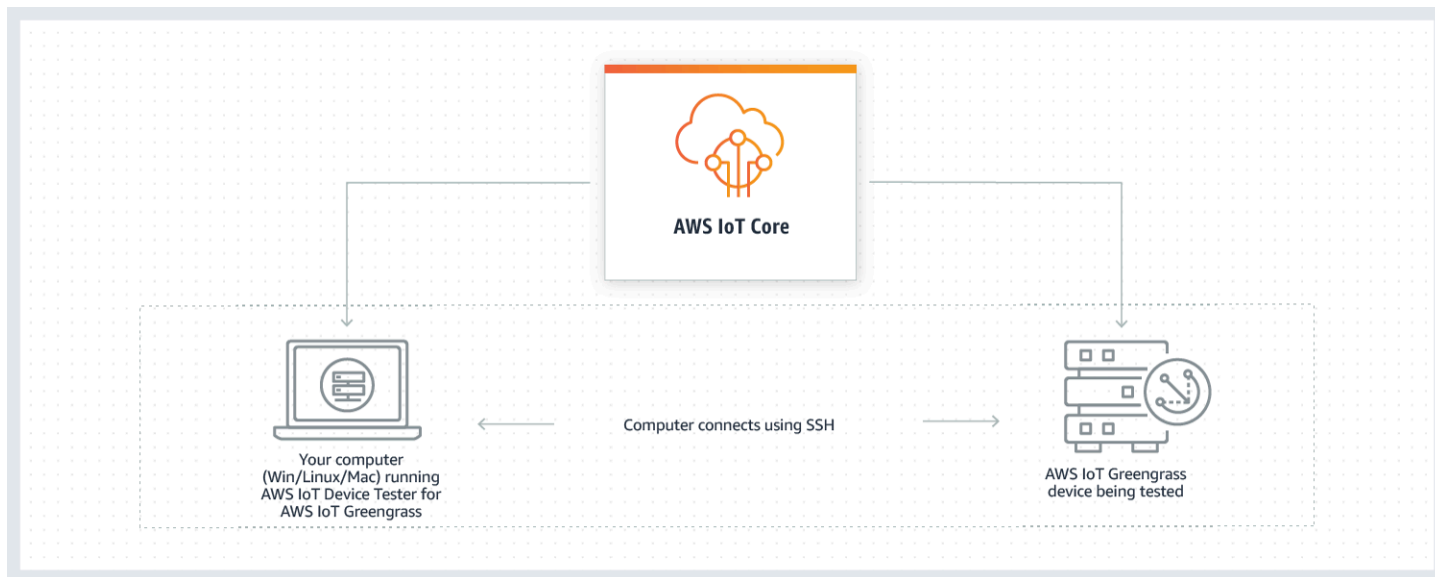 AWS IoT Core
Computer connects using SSH
Your computer
(Win/Linux/Mac) running
AWS IoT Device Tester for
AWS IoT Greengrass
AWS IoT Greengrass
device being tested